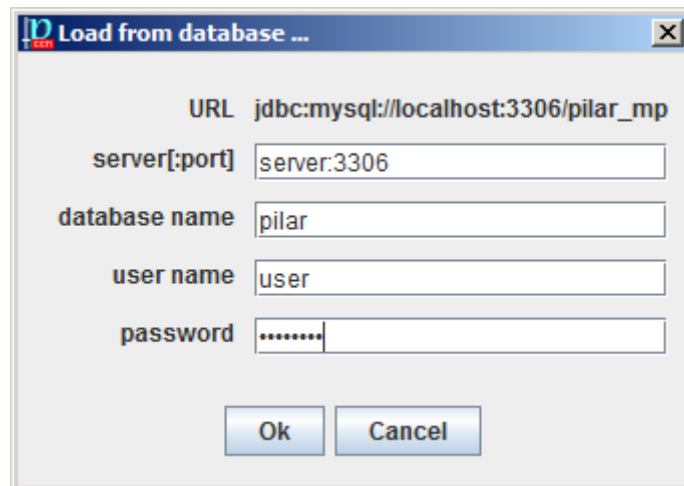 Load from database ...
URL jdbc:mysql://localhost:3306/pilar_mp
server[:port] server:3306
database name pilar
user name user
password ••••••••
Ok Cancel